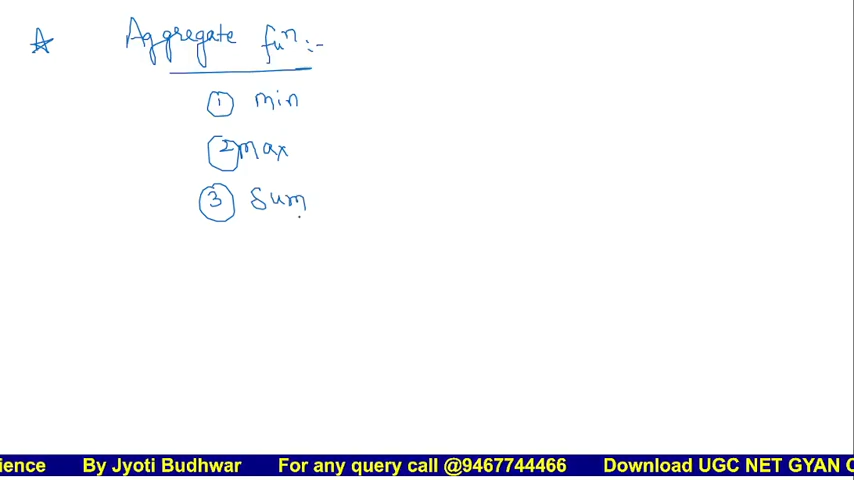 ☆ Aggregate fuⁿ :-
① min
② max
③ Sum
ience By Jyoti Budhwar For any query call @9467744466 Download UGC NET GYAN